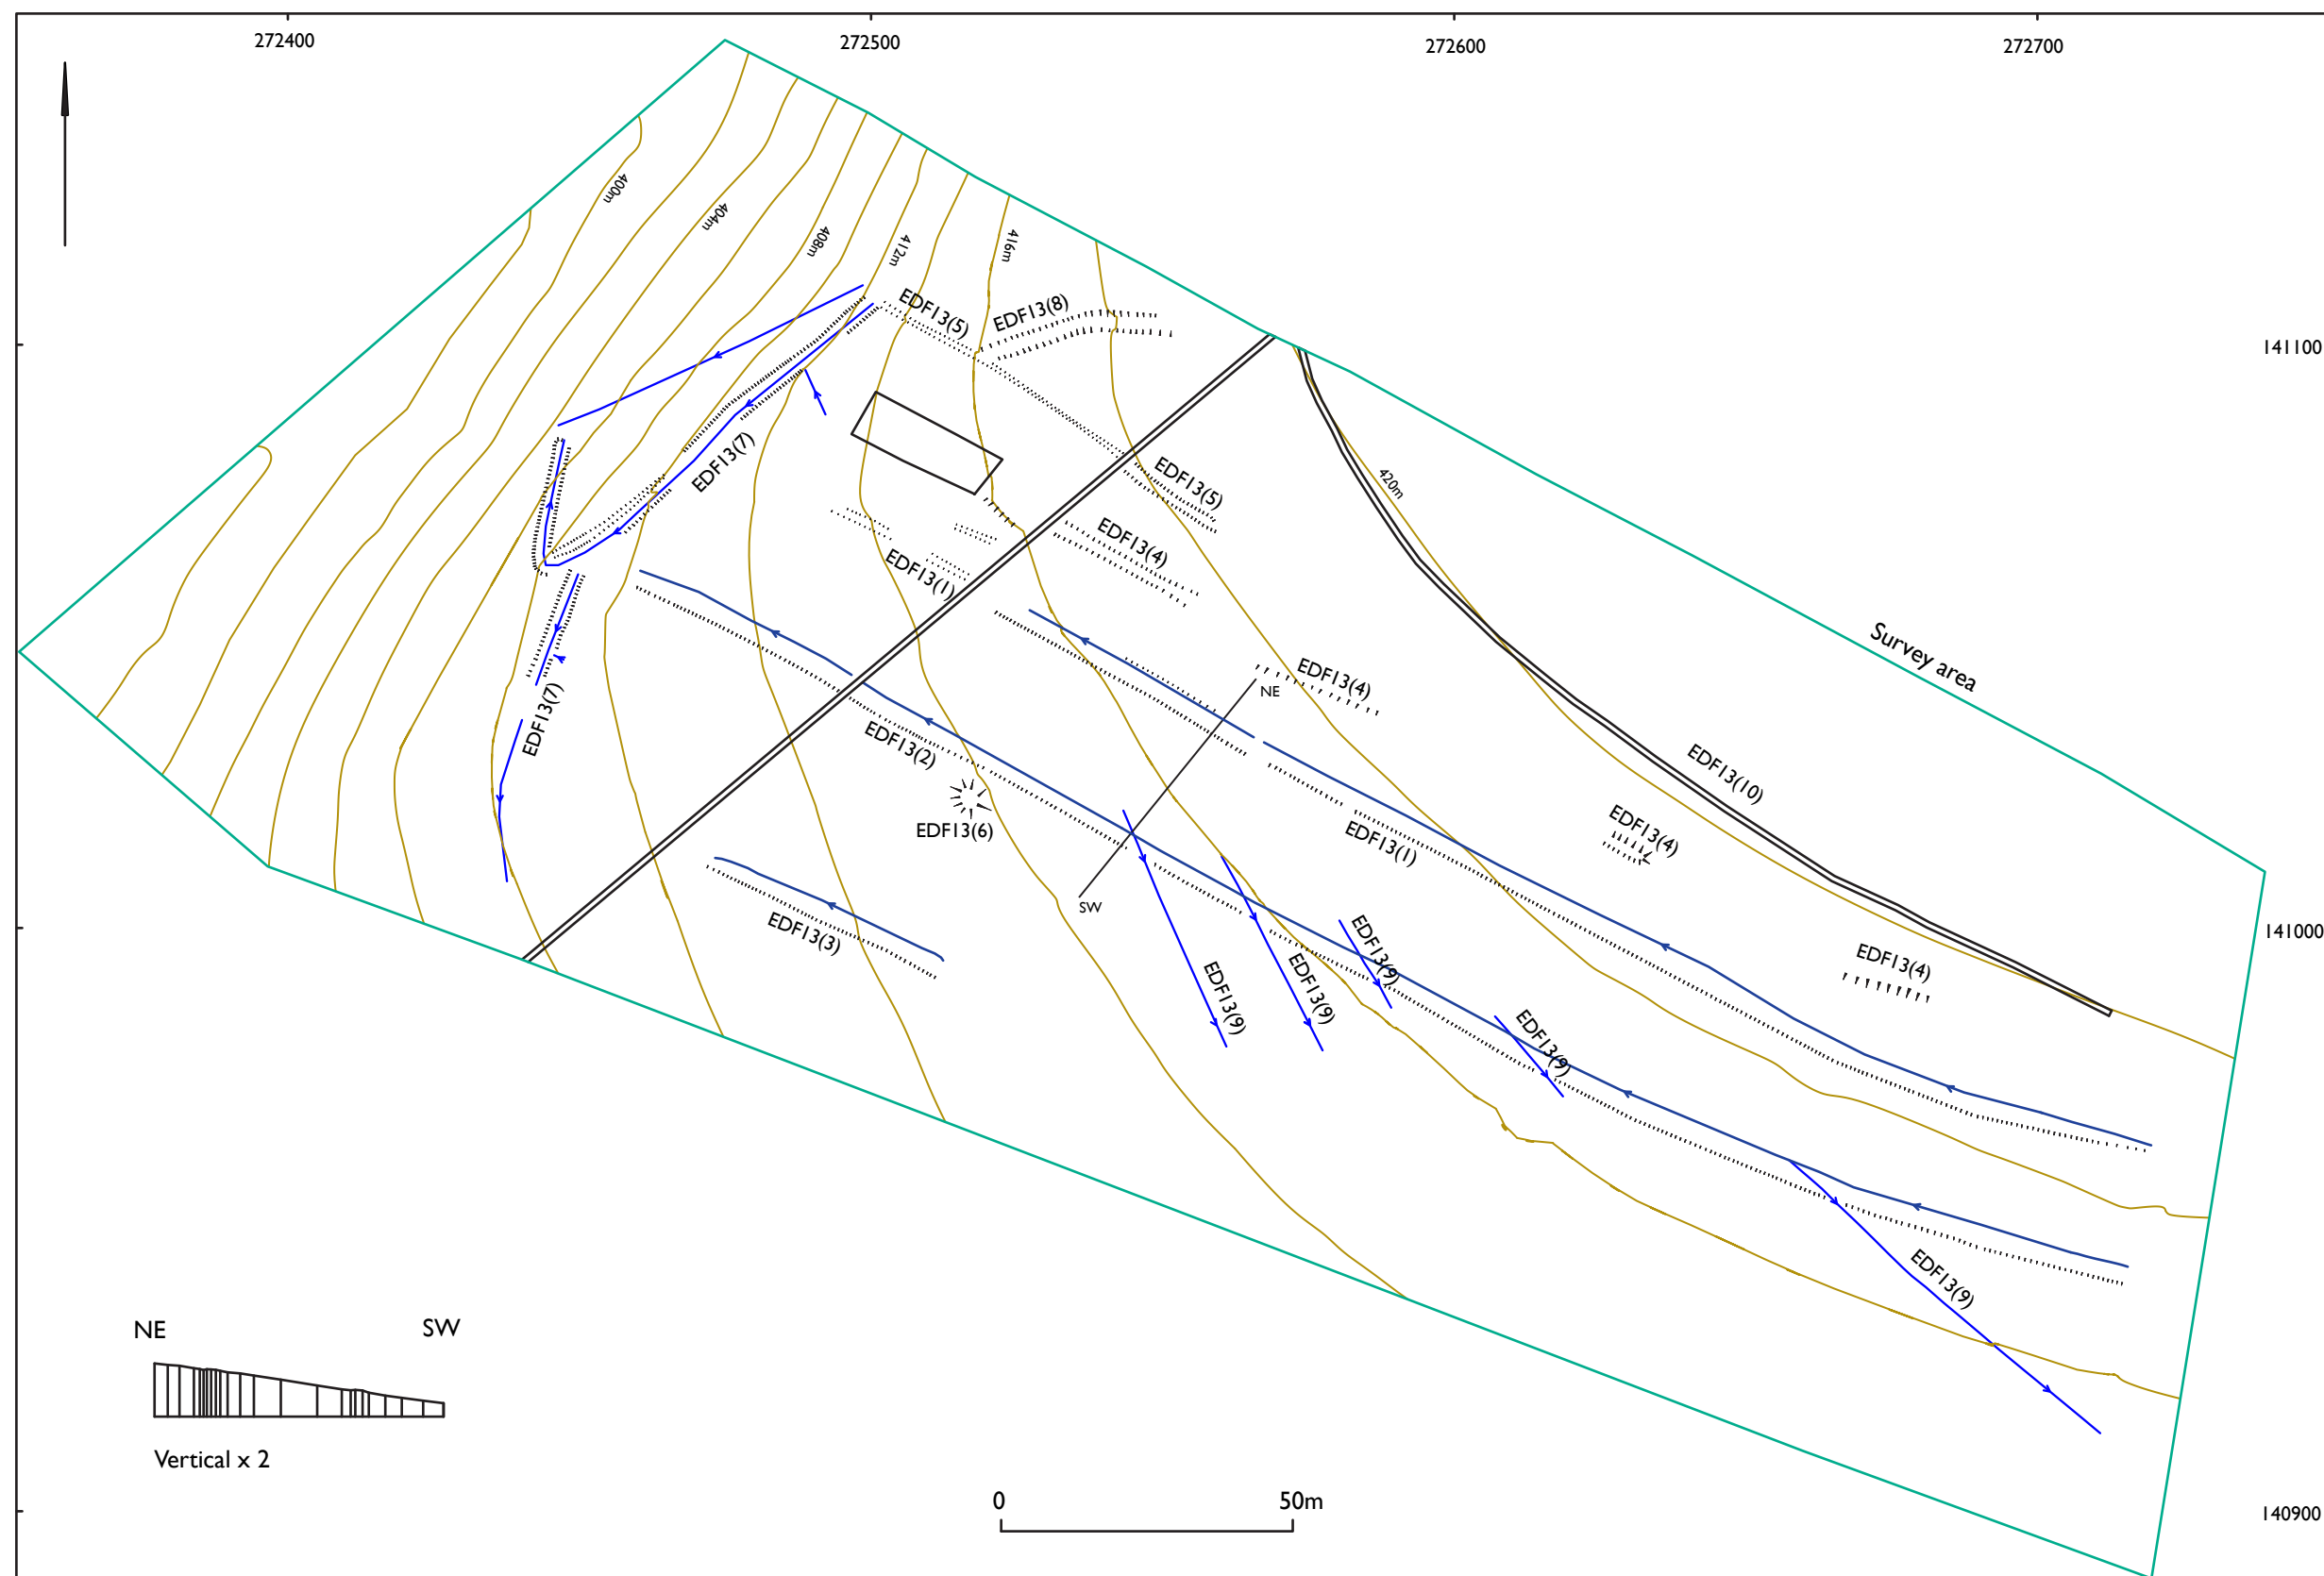 272400
272500
272600
272700
400m
404m
408m
412m
416m
EDF13(5)
EDF13(8)
141100
EDF13(7)
EDF13(5)
420m
EDF13(4)
EDF13(1)
Survey area
EDF13(4)
NE
EDF13(7)
EDF13(2)
EDF13(10)
EDF13(6)
EDF13(1)
EDF13(4)
SW
EDF13(3)
141000
EDF13(9)
EDF13(9)
EDF13(9)
EDF13(4)
EDF13(9)
EDF13(9)
NE
SW
Vertical x 2
0
50m
140900